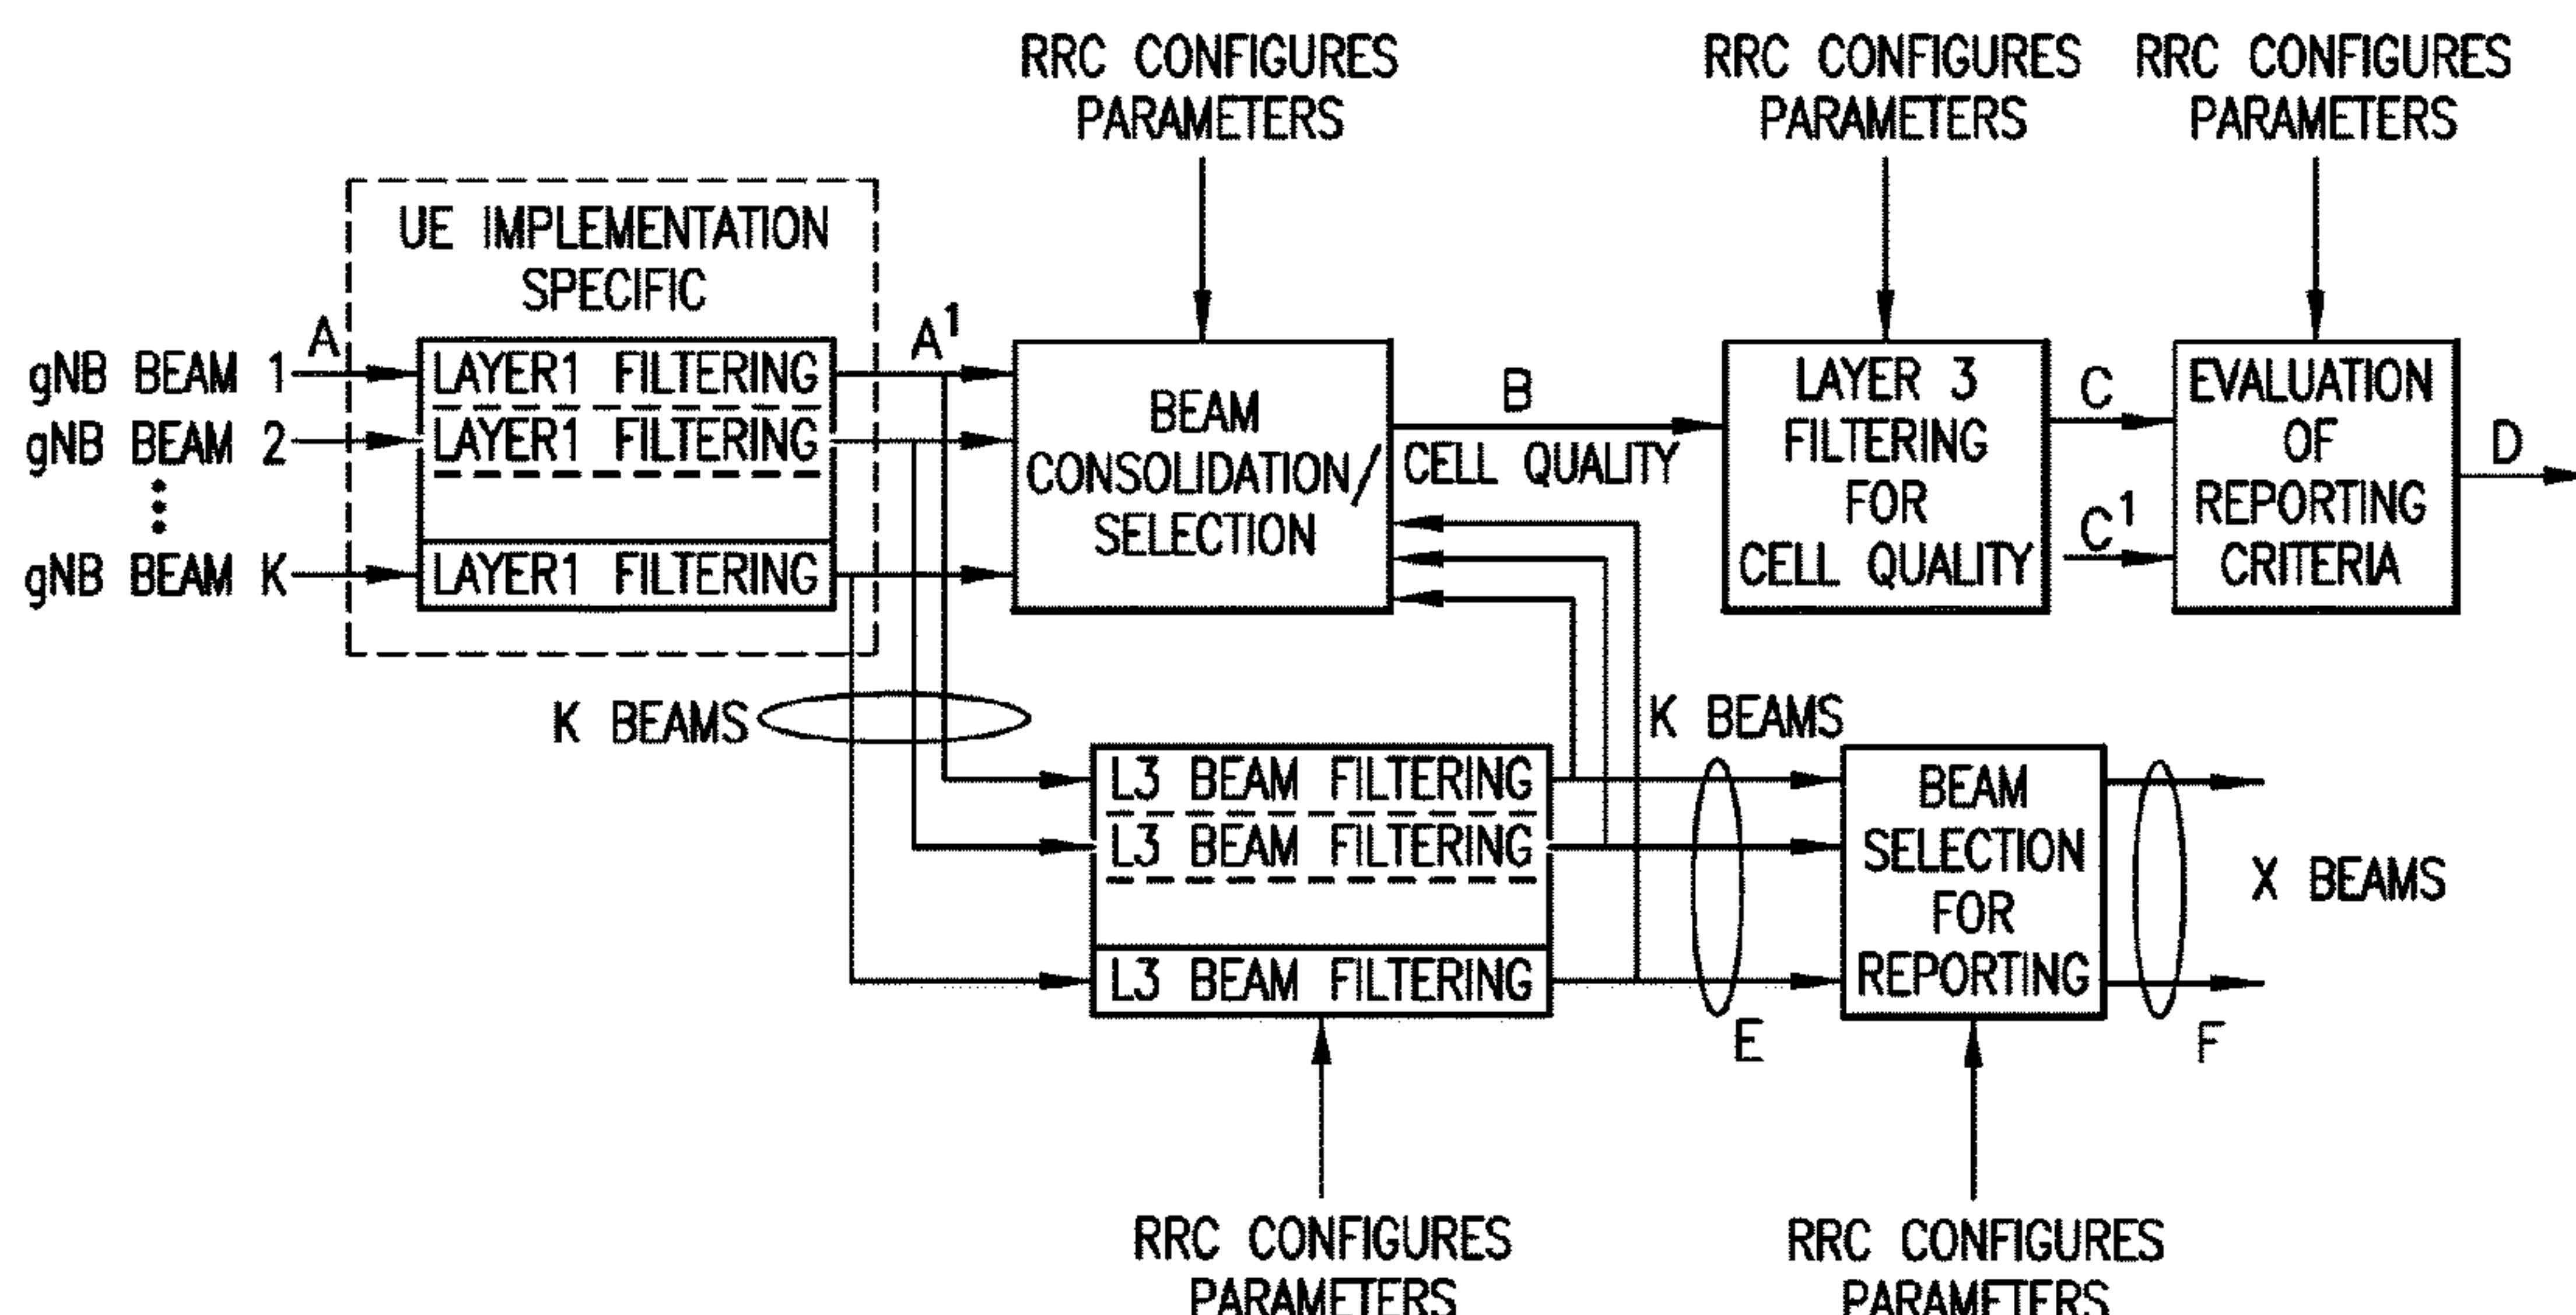 RRC CONFIGURES
PARAMETERS
RRC CONFIGURES
PARAMETERS
RRC CONFIGURES
PARAMETERS
UE IMPLEMENTATION
SPECIFIC
gNB BEAM 1
A
LAYER1 FILTERING
A1
gNB BEAM 2
LAYER1 FILTERING
gNB BEAM K
LAYER1 FILTERING
BEAM
CONSOLIDATION/
SELECTION
B
CELL QUALITY
LAYER 3
FILTERING
FOR
CELL QUALITY
C
C1
EVALUATION
OF
REPORTING
CRITERIA
D
K BEAMS
L3 BEAM FILTERING
L3 BEAM FILTERING
L3 BEAM FILTERING
K BEAMS
E
BEAM
SELECTION
FOR
REPORTING
X BEAMS
F
RRC CONFIGURES
PARAMETERS
RRC CONFIGURES
PARAMETERS